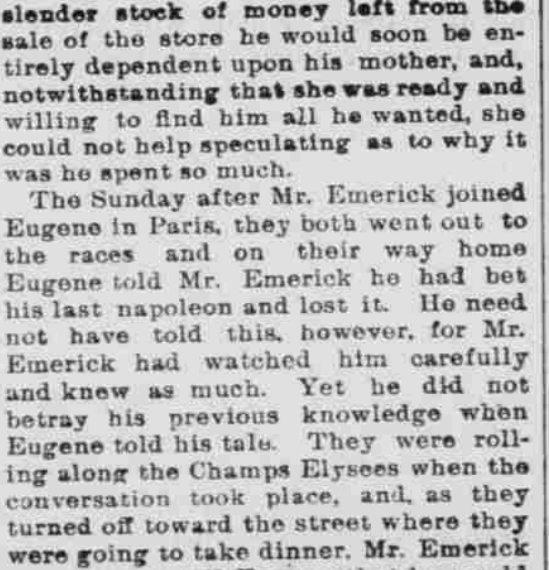 slender stock of money left from the
sale of the store he would soon be en-
tirely dependent upon his mother, and,
notwithstanding that she was ready and
willing to find him all he wanted, she
could not help speculating as to why it
was he spent so much.
The Sunday after Mr. Emerick joined
Eugene in Paris, they both went out to
the races and on their way home
Eugene told Mr. Emerick he had bet
his last napoleon and lost it. He need
not have told this, however, for Mr.
Emerick had watched him carefully
and knew as much. Yet he did not
betray his previous knowledge when
Eugene told his tale. They were roll-
ing along the Champs Elysees when the
conversation took place, and, as they
turned off toward the street where they
were going to take dinner, Mr. Emerick